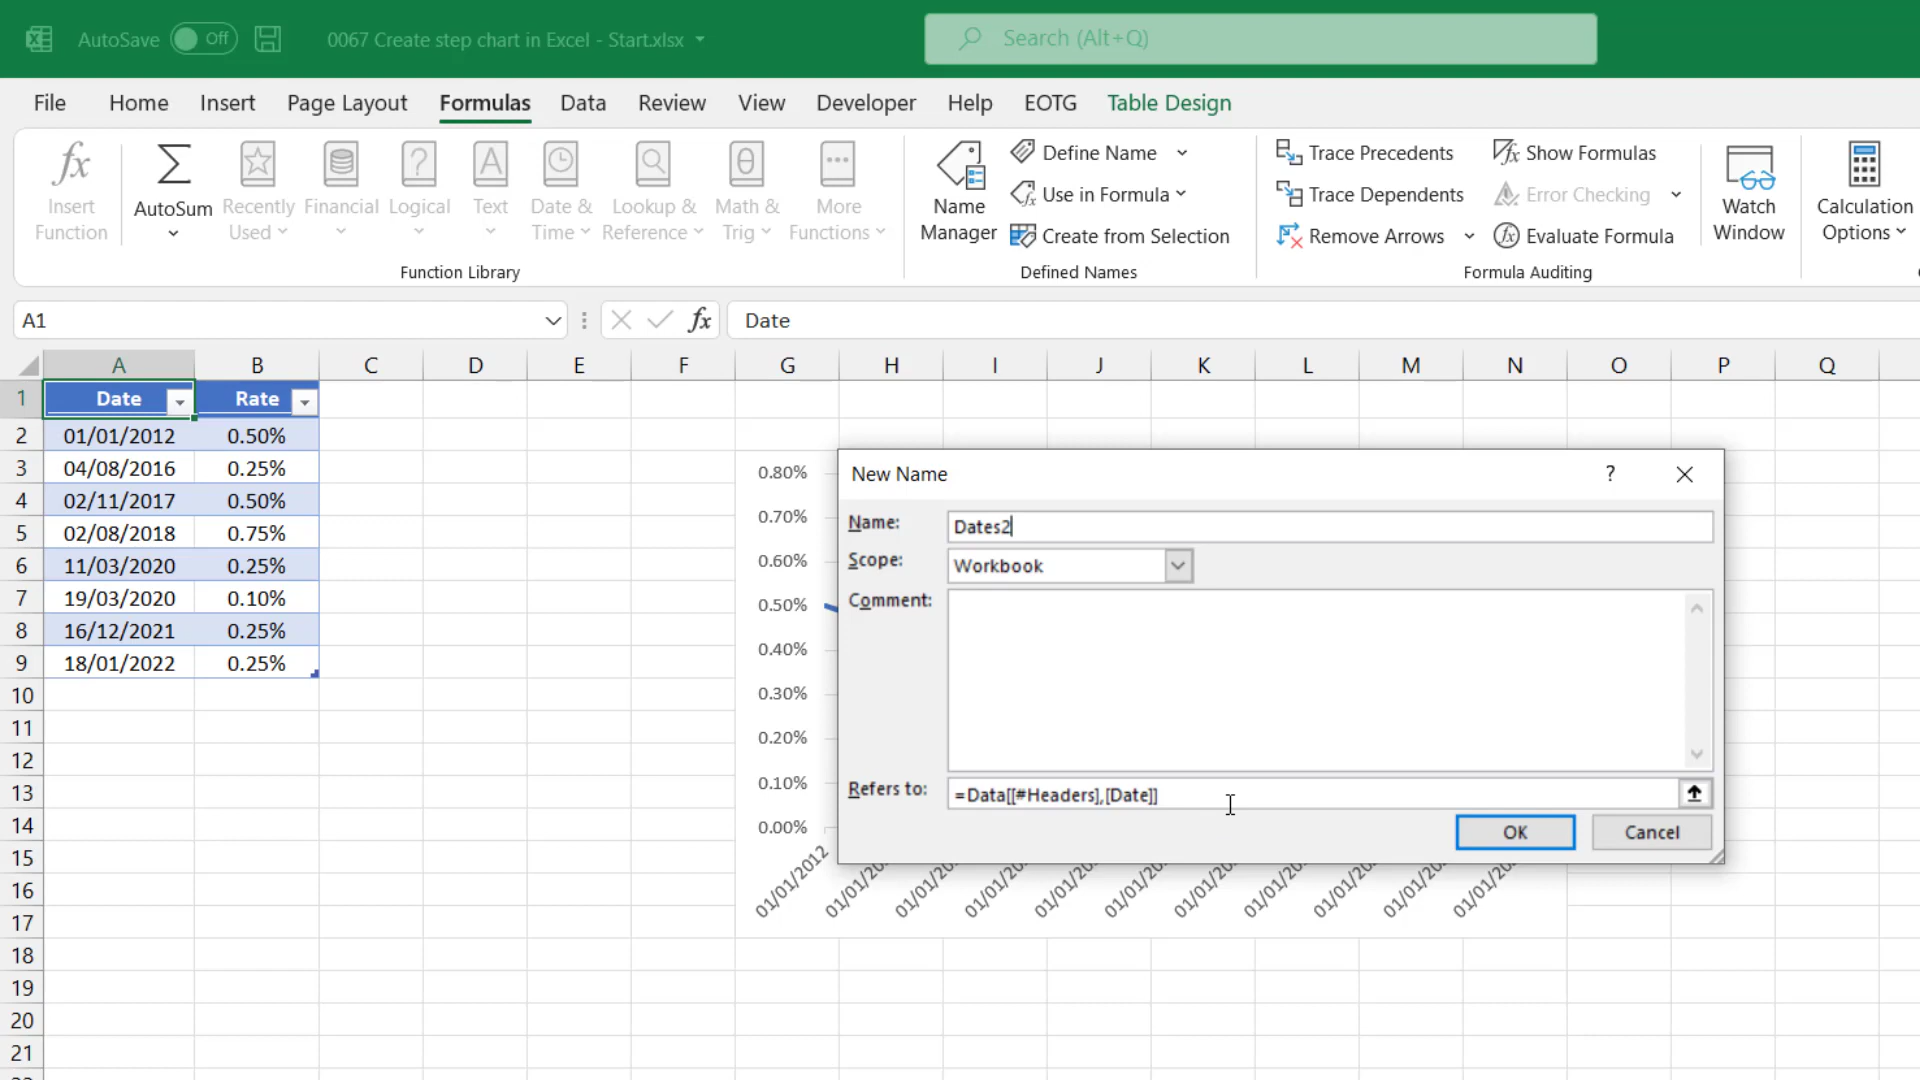 AutoSave Off 0067 Create step chart in Excel - Start.xlsx Search (Alt+Q)
File Home Insert Page Layout Formulas Data Review View Developer Help EOTG Table Design
Insert Function
AutoSum
Recently Used
Financial
Logical
Text
Date & Time
Lookup & Reference
Math & Trig
More Functions
Function Library
Name Manager
Define Name
Use in Formula
Create from Selection
Defined Names
Trace Precedents
Trace Dependents
Remove Arrows
Show Formulas
Error Checking
Evaluate Formula
Formula Auditing
Watch Window
Calculation Options
A1 fx Date
A B C D E F G H I J K L M N O P Q
1 Date Rate
2 01/01/2012 0.50%
3 04/08/2016 0.25%
4 02/11/2017 0.50%
5 02/08/2018 0.75%
6 11/03/2020 0.25%
7 19/03/2020 0.10%
8 16/12/2021 0.25%
9 18/01/2022 0.25%
10
11
12
13
14
15
16
17
18
19
20
21
0.80%
0.70%
0.60%
0.50%
0.40%
0.30%
0.20%
0.10%
0.00%
01/01/2012
New Name ?
Name: Dates2
Scope: Workbook
Comment:
Refers to: =Data[[#Headers],[Date]]
OK Cancel